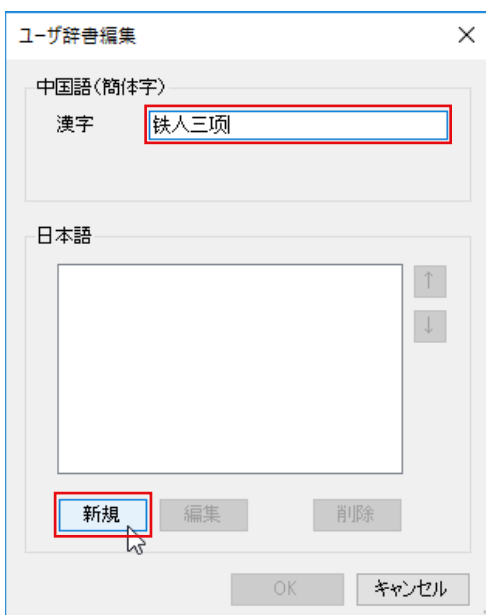 ユーザ辞書編集
中国語(簡体字)
漢字 铁人三项
日本語
↑
↓
新規 編集 削除
OK キャンセル